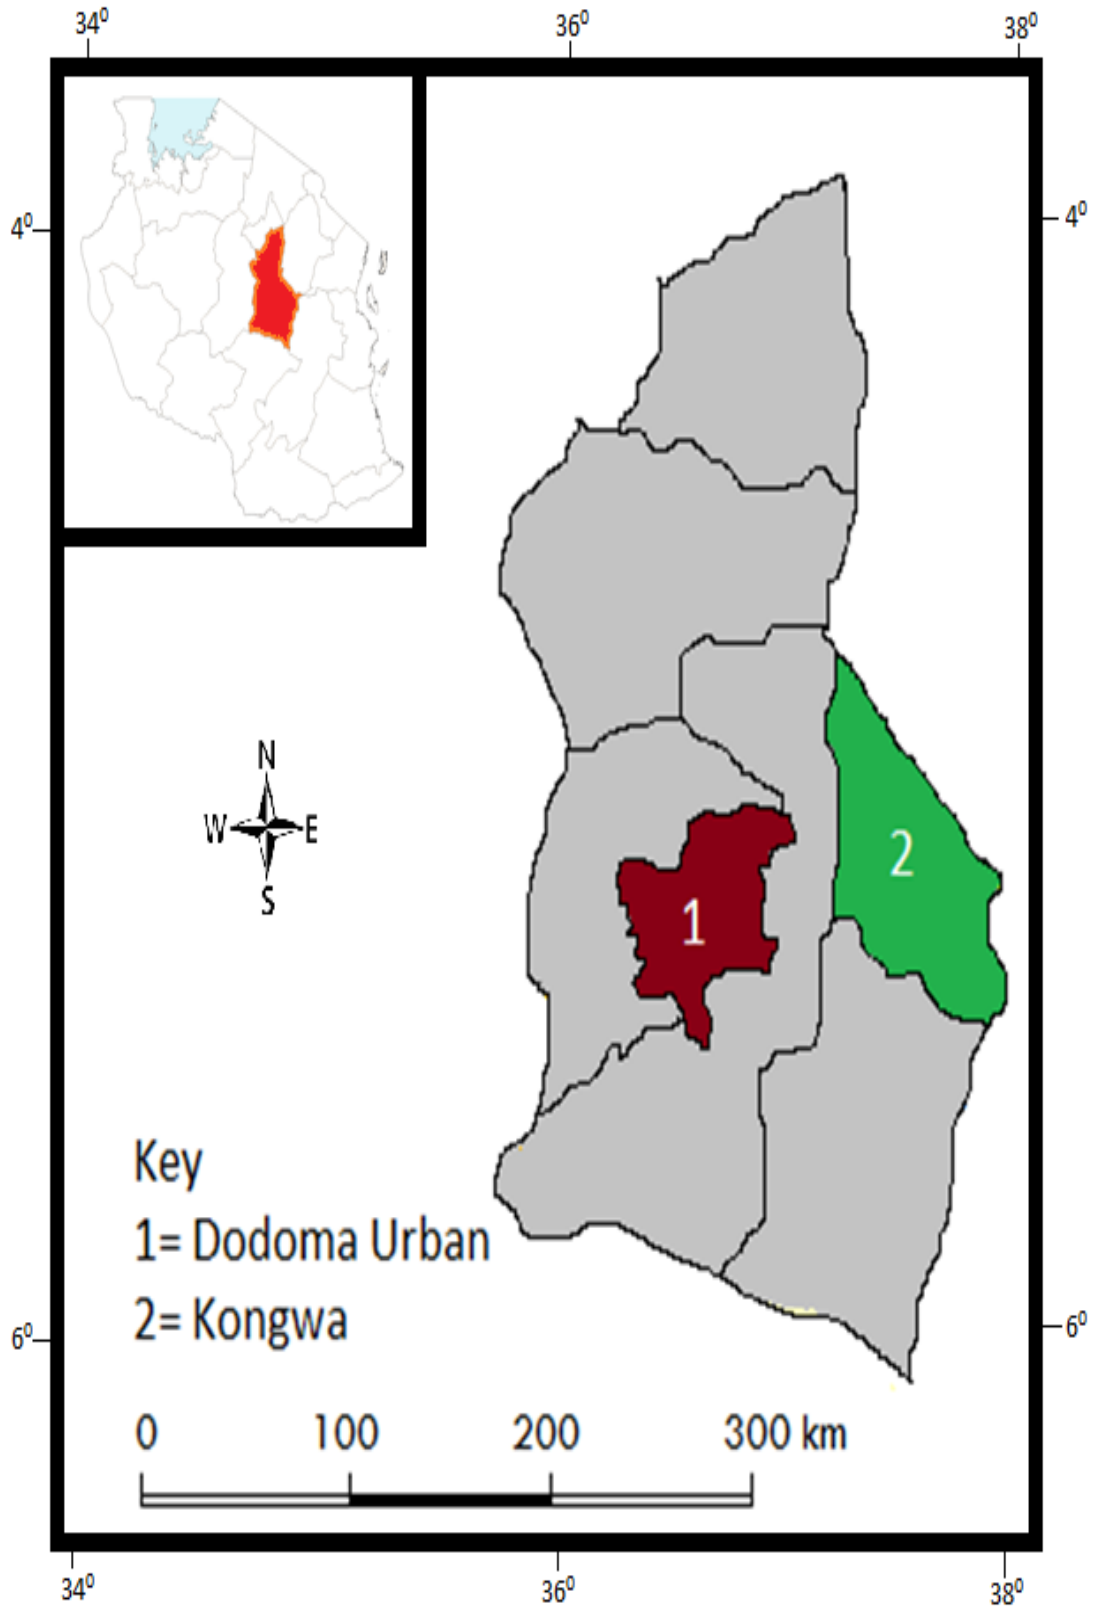 34⁰ 36⁰ 38⁰
4⁰ 4⁰
N
W E
S
1
2
Key
1= Dodoma Urban
2= Kongwa
6⁰ 6⁰
0 100 200 300 km
34⁰ 36⁰ 38⁰